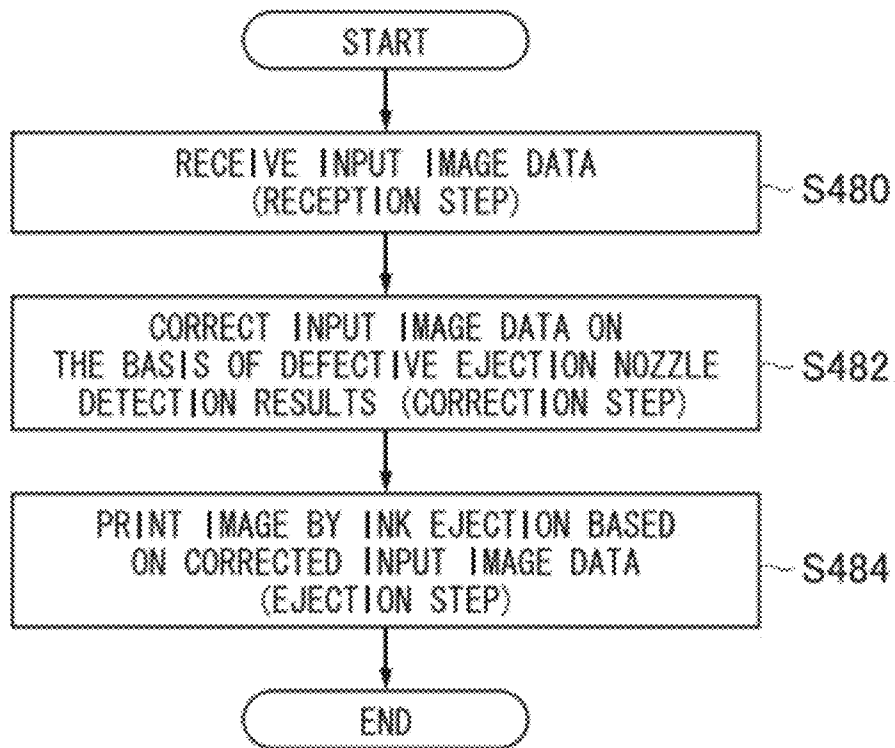 START
RECEIVE INPUT IMAGE DATA
(RECEPTION STEP)
S480
CORRECT INPUT IMAGE DATA ON
THE BASIS OF DEFECTIVE EJECTION NOZZLE
DETECTION RESULTS (CORRECTION STEP)
S482
PRINT IMAGE BY INK EJECTION BASED
ON CORRECTED INPUT IMAGE DATA
(EJECTION STEP)
S484
END